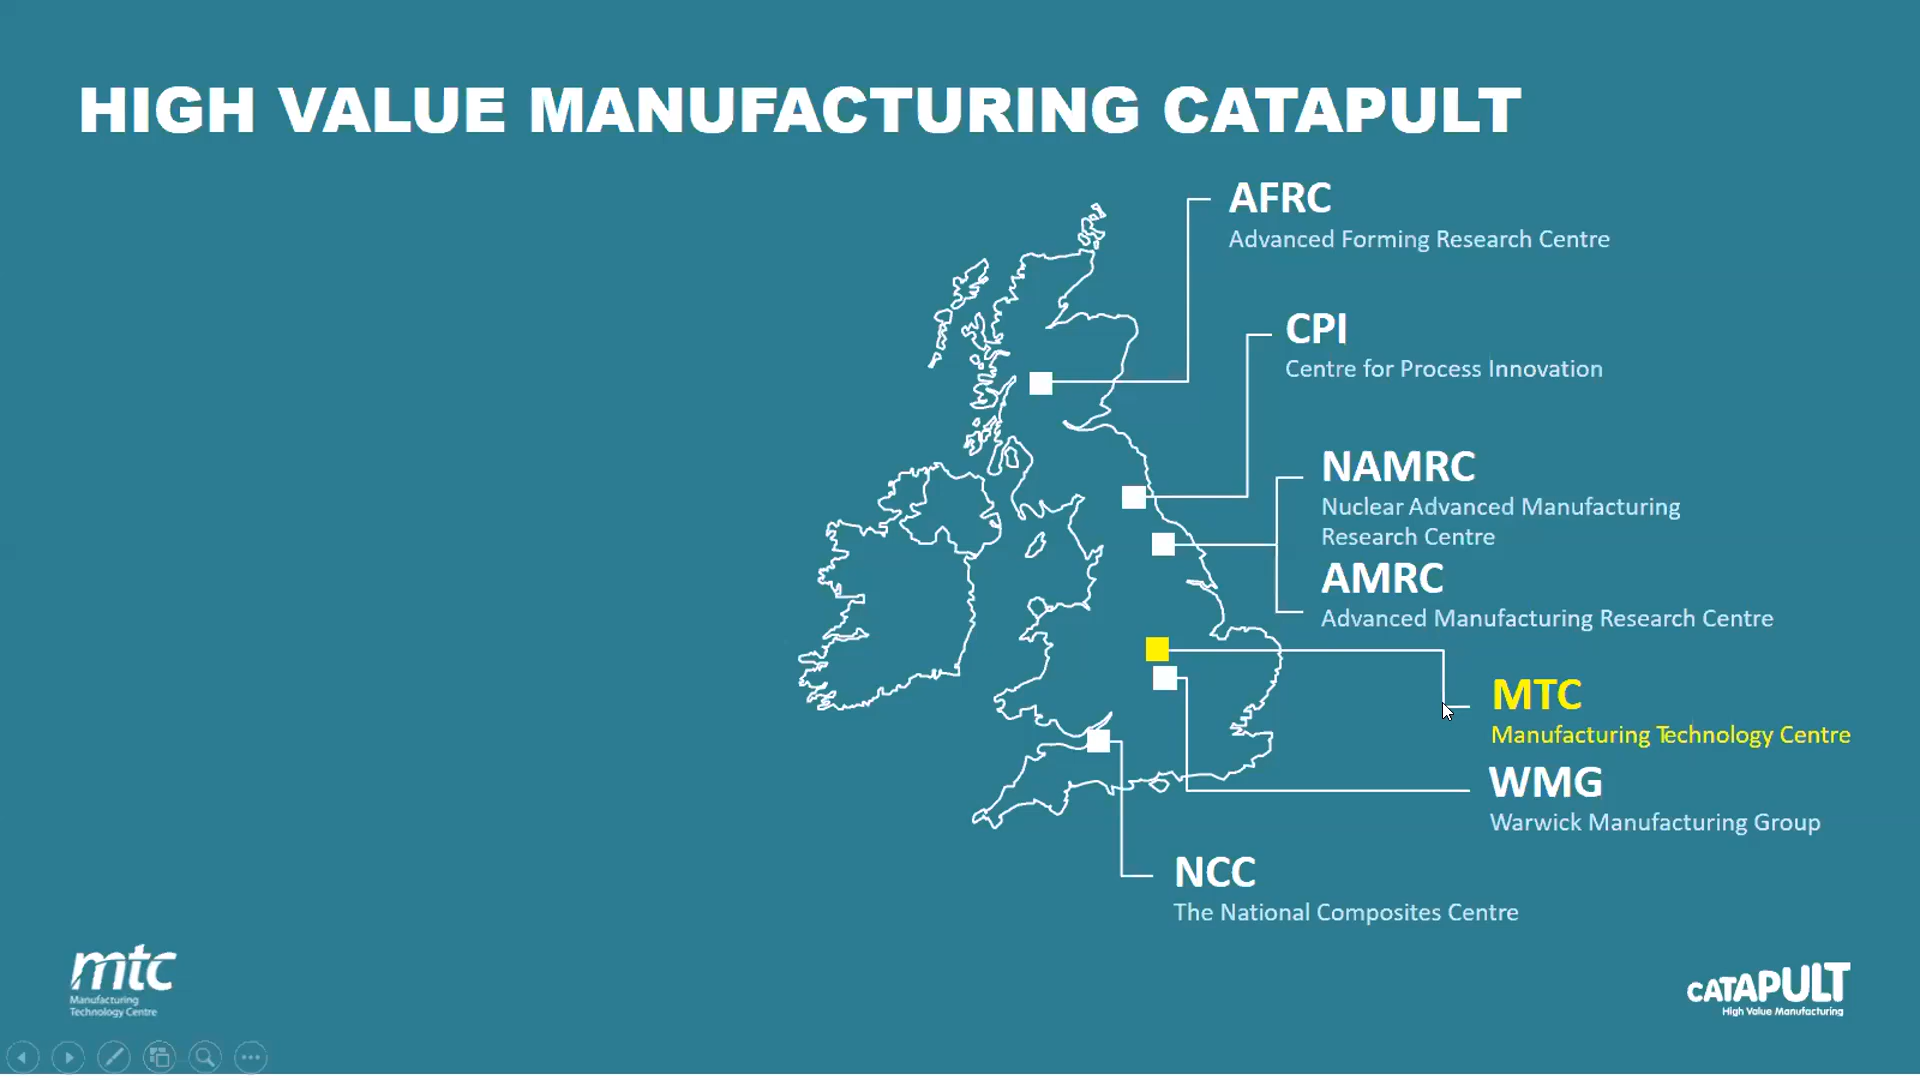 HIGH VALUE MANUFACTURING CATAPULT
AFRC
Advanced Forming Research Centre
CPI
Centre for Process Innovation
NAMRC
Nuclear Advanced Manufacturing
Research Centre
AMRC
Advanced Manufacturing Research Centre
MTC
Manufacturing Technology Centre
WMG
Warwick Manufacturing Group
NCC
The National Composites Centre
mtc
Manufacturing
Technology Centre
CATAPULT
High Value Manufacturing